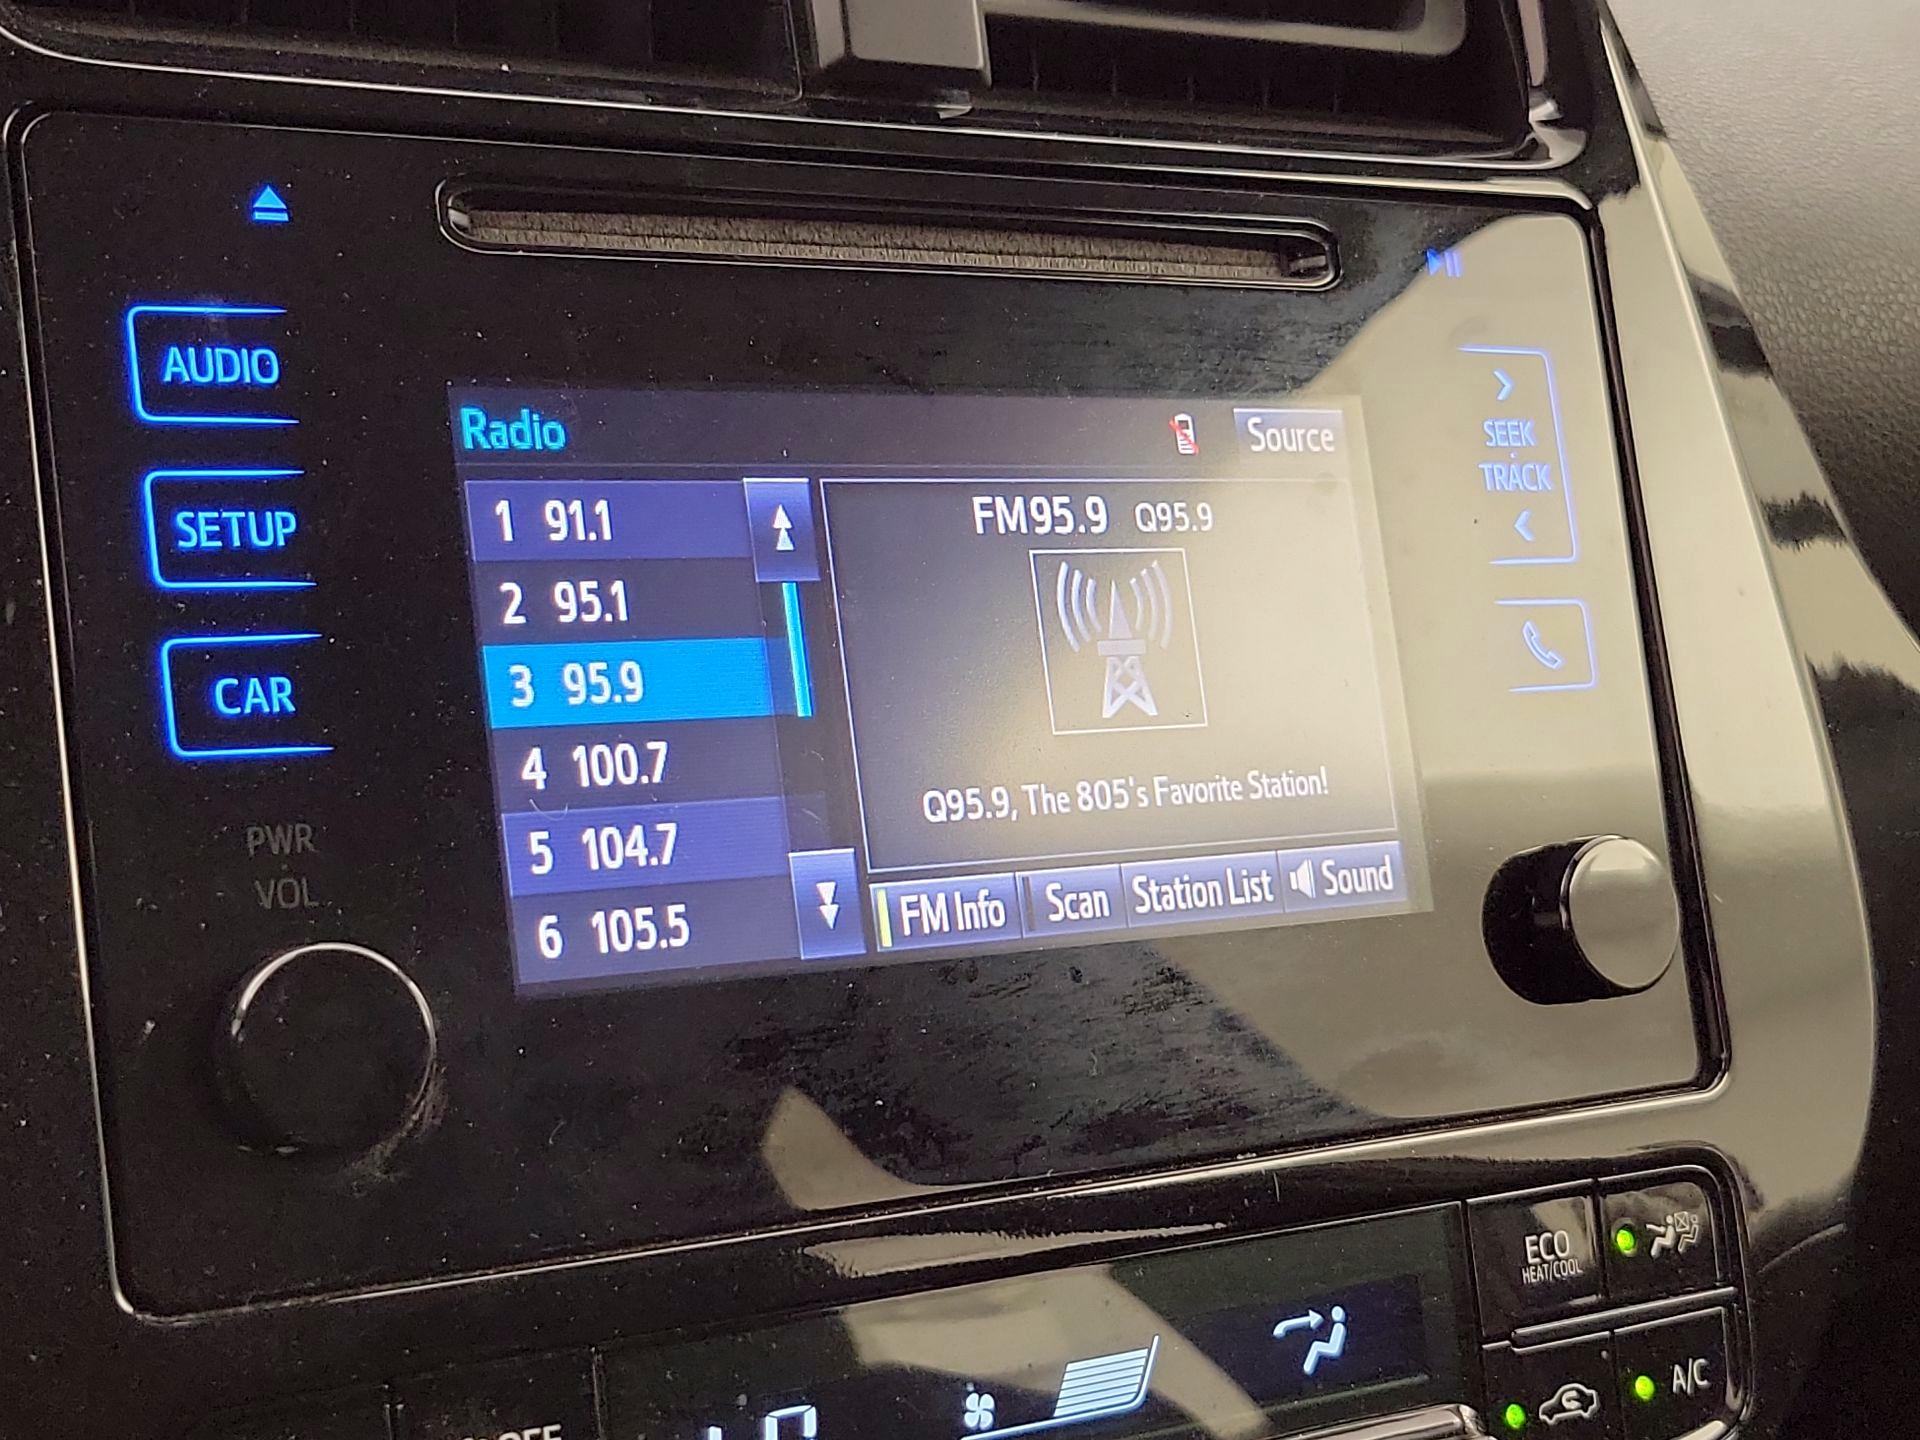 AUDIO
SETUP
CAR
PWR
VOL
Radio
Source
1 91.1
2 95.1
3 95.9
4 100.7
5 104.7
6 105.5
FM95.9 Q95.9
Q95.9, The 805's Favorite Station!
FM Info
Scan
Station List
Sound
SEEK
TRACK
ECO
HEAT/COOL
A/C
OFF